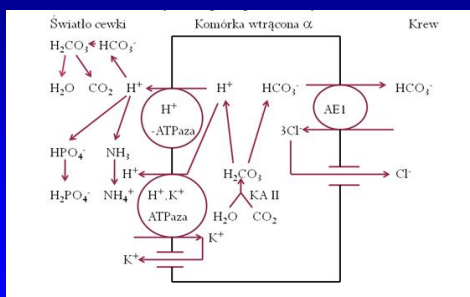 Światło cewki Komórka wtrącona α Krew
H₂CO₃ HCO₃⁻
H₂O CO₂ H⁺ H⁺ HCO₃⁻ HCO₃⁻
H⁺
-ATPaza
AE1
3Cl⁻
HPO₄⁻ NH₃
H⁺
H₂CO₃
Cl⁻
H₂PO₄⁻ NH₄⁺
H⁺,K⁺
ATPaza
KA II
H₂O CO₂
K⁺
K⁺